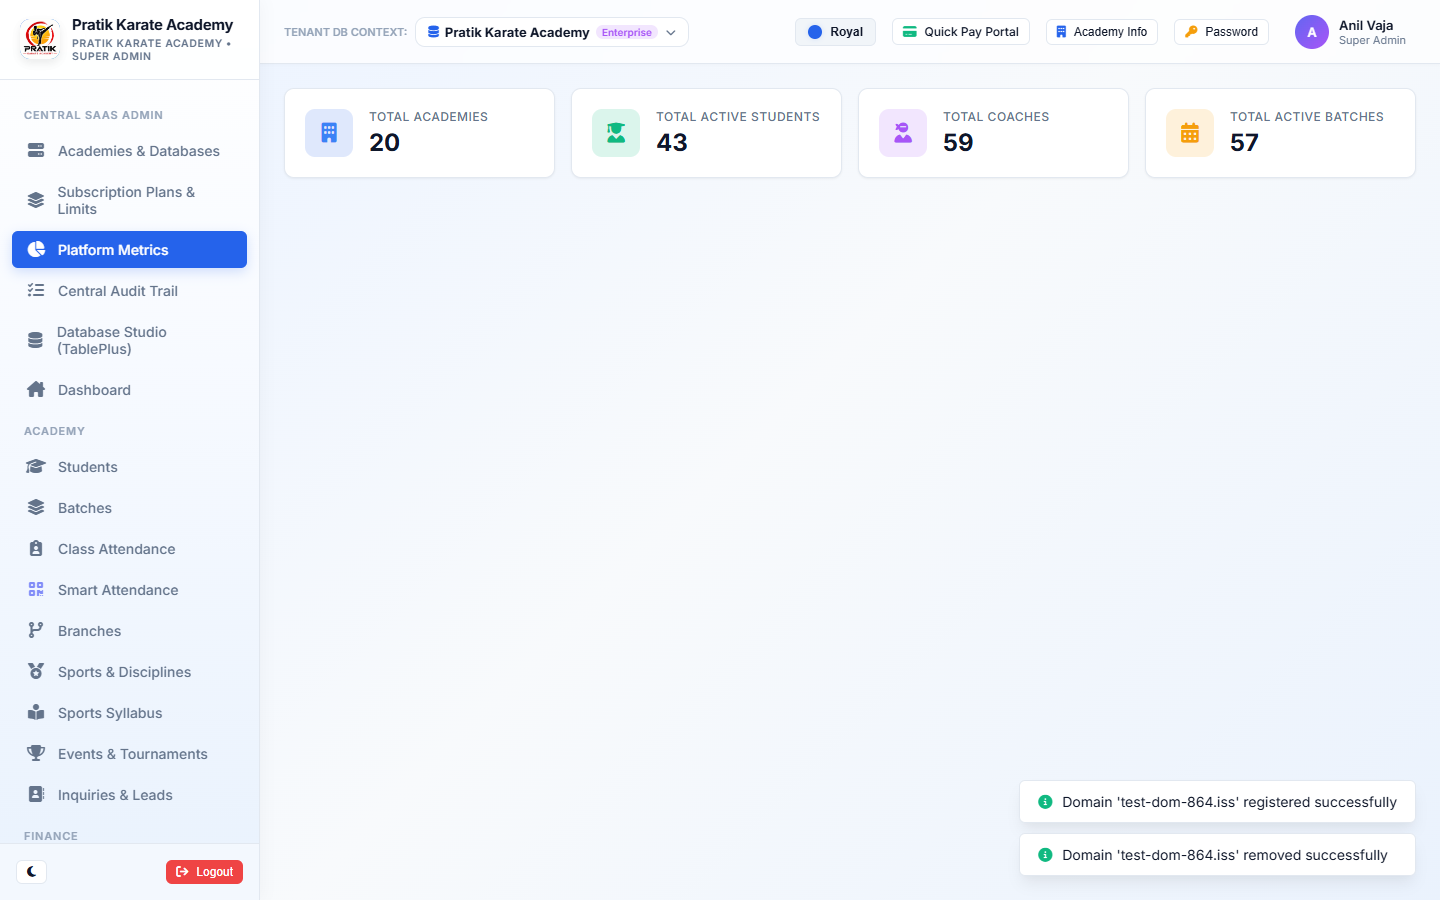 Pratik Karate Academy
PRATIK KARATE ACADEMY •
SUPER ADMIN
PRATIK
TENANT DB CONTEXT:
Pratik Karate Academy
Enterprise
Royal
Quick Pay Portal
Academy Info
Password
A
Anil Vaja
Super Admin
CENTRAL SAAS ADMIN
Academies & Databases
Subscription Plans &
Limits
Platform Metrics
Central Audit Trail
Database Studio
(TablePlus)
Dashboard
ACADEMY
Students
Batches
Class Attendance
Smart Attendance
Branches
Sports & Disciplines
Sports Syllabus
Events & Tournaments
Inquiries & Leads
FINANCE
Logout
TOTAL ACADEMIES
20
TOTAL ACTIVE STUDENTS
43
TOTAL COACHES
59
TOTAL ACTIVE BATCHES
57
Domain 'test-dom-864.iss' registered successfully
Domain 'test-dom-864.iss' removed successfully